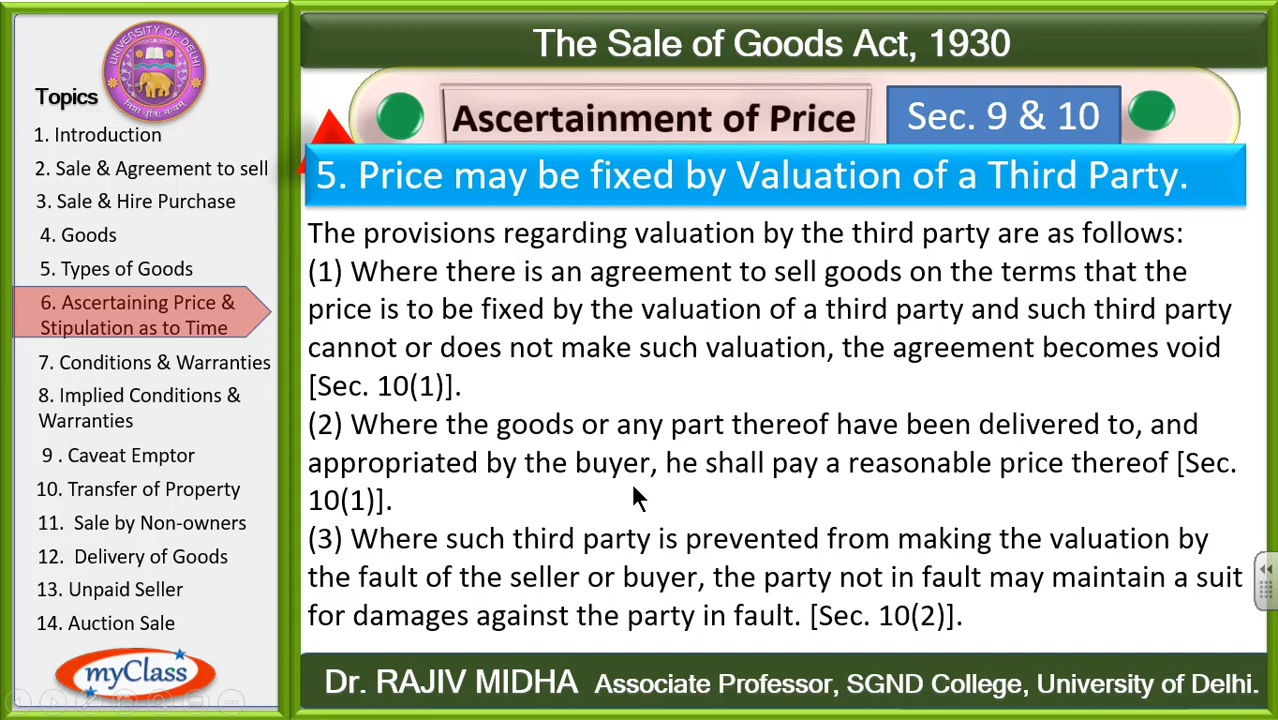 The Sale of Goods Act, 1930
UNIVERSITY OF DELHI
Topics
1. Introduction
2. Sale & Agreement to sell
3. Sale & Hire Purchase
4. Goods
5. Types of Goods
6. Ascertaining Price &
Stipulation as to Time
7. Conditions & Warranties
8. Implied Conditions &
Warranties
9 . Caveat Emptor
10. Transfer of Property
11. Sale by Non-owners
12. Delivery of Goods
13. Unpaid Seller
14. Auction Sale
myClass
Ascertainment of Price
Sec. 9 & 10
5. Price may be fixed by Valuation of a Third Party.
The provisions regarding valuation by the third party are as follows:
(1) Where there is an agreement to sell goods on the terms that the
price is to be fixed by the valuation of a third party and such third party
cannot or does not make such valuation, the agreement becomes void
[Sec. 10(1)].
(2) Where the goods or any part thereof have been delivered to, and
appropriated by the buyer, he shall pay a reasonable price thereof [Sec.
10(1)].
(3) Where such third party is prevented from making the valuation by
the fault of the seller or buyer, the party not in fault may maintain a suit
for damages against the party in fault. [Sec. 10(2)].
Dr. RAJIV MIDHA Associate Professor, SGND College, University of Delhi.